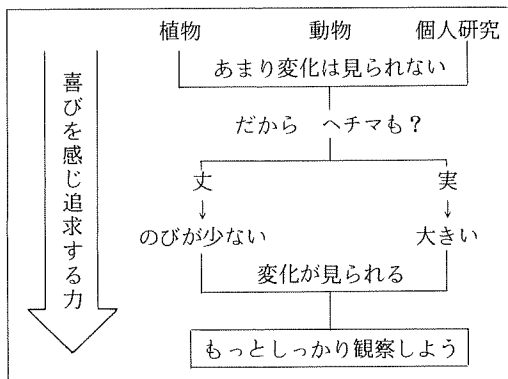 植物 動物 個人研究
あまり変化は見られない
だから ヘチマも？
丈 実
↓ ↓
のびが少ない 大きい
変化が見られる
もっとしっかり観察しよう
喜びを感じ追求する力